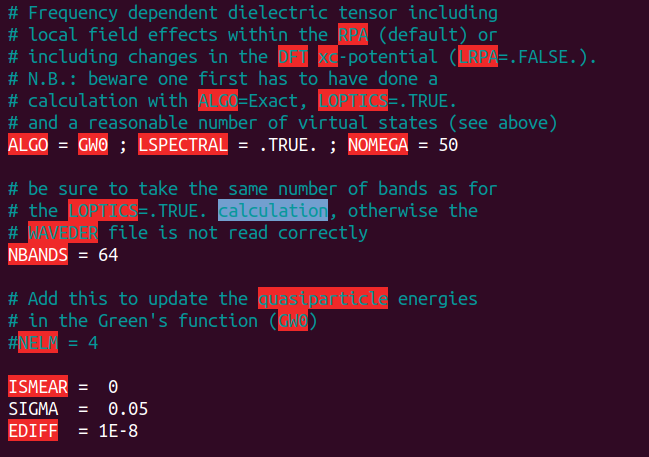 # Frequency dependent dielectric tensor including
# local field effects within the RPA (default) or
# including changes in the DFT xc-potential (LRPA=.FALSE.).
# N.B.: beware one first has to have done a
# calculation with ALGO=Exact, LOPTICS=.TRUE.
# and a reasonable number of virtual states (see above)
ALGO = GW0 ; LSPECTRAL = .TRUE. ; NOMEGA = 50
# be sure to take the same number of bands as for
# the LOPTICS=.TRUE. calculation, otherwise the
# WAVEDER file is not read correctly
NBANDS = 64
# Add this to update the quasiparticle energies
# in the Green's function (GW0)
#NELM = 4
ISMEAR =  0
SIGMA  =  0.05
EDIFF  = 1E-8